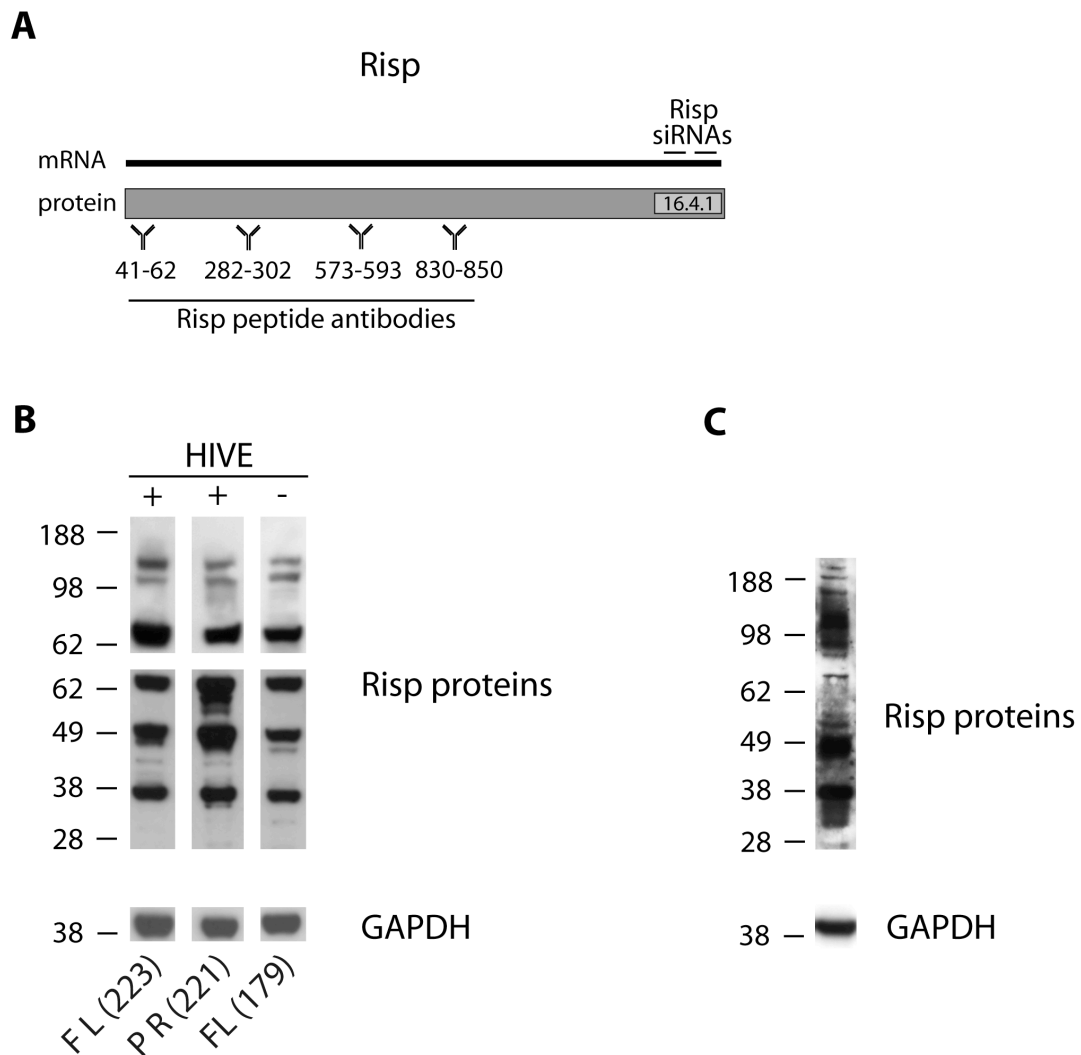 A
Risp
Risp
siRNAs
mRNA
protein
16.4.1
41-62 282-302 573-593 830-850
Risp peptide antibodies
B
HIVE
+ + -
188
98
62
62
49
38
28
Risp proteins
38
GAPDH
F L (223) P R (221) FL (179)
C
188
98
62
49
38
28
Risp proteins
38
GAPDH